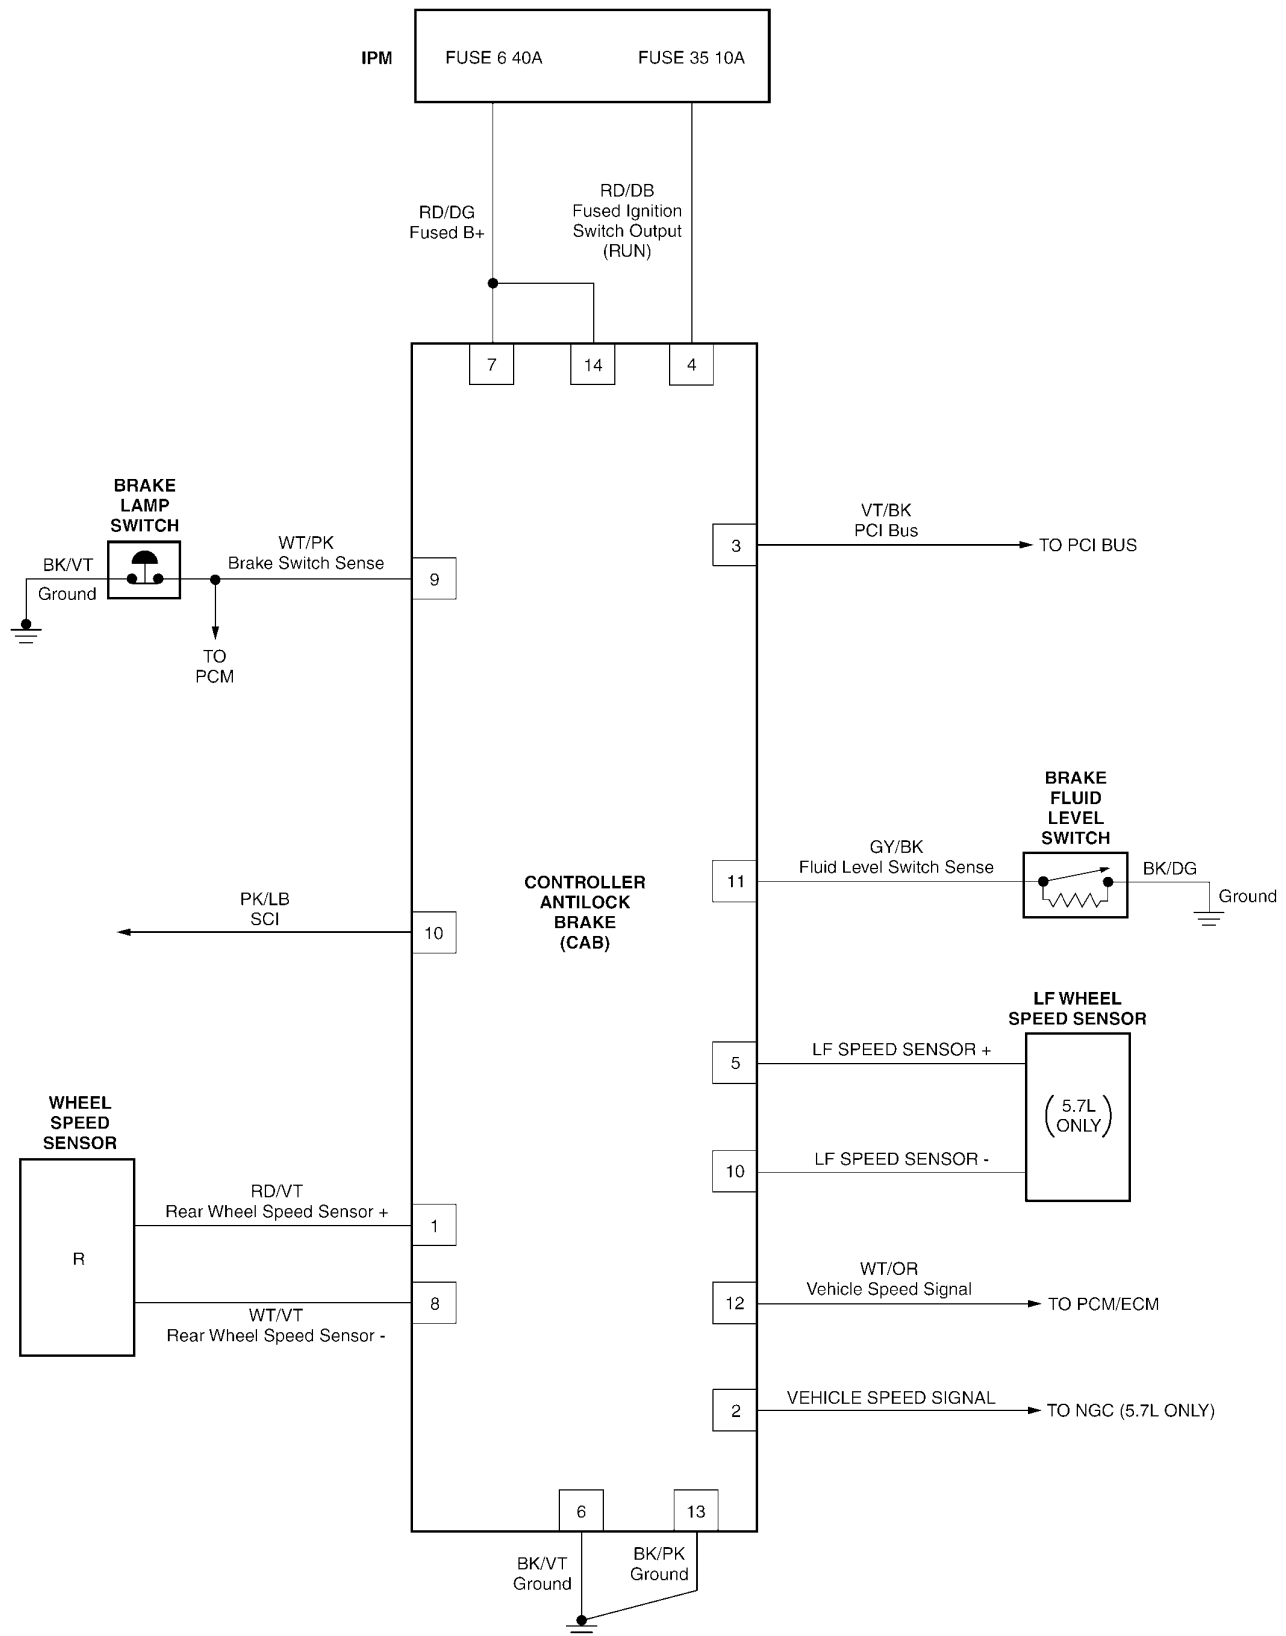 IPM
FUSE 6 40A
FUSE 35 10A
RD/DG
Fused B+
RD/DB
Fused Ignition
Switch Output
(RUN)
7
14
4
BRAKE
LAMP
SWITCH
BK/VT
Ground
WT/PK
Brake Switch Sense
9
TO
PCM
3
VT/BK
PCI Bus
TO PCI BUS
BRAKE
FLUID
LEVEL
SWITCH
11
GY/BK
Fluid Level Switch Sense
BK/DG
Ground
CONTROLLER
ANTILOCK
BRAKE
(CAB)
PK/LB
SCI
10
LF WHEEL
SPEED SENSOR
5
LF SPEED SENSOR +
(5.7L
ONLY)
10
LF SPEED SENSOR -
WHEEL
SPEED
SENSOR
R
RD/VT
Rear Wheel Speed Sensor +
1
WT/VT
Rear Wheel Speed Sensor -
8
12
WT/OR
Vehicle Speed Signal
TO PCM/ECM
2
VEHICLE SPEED SIGNAL
TO NGC (5.7L ONLY)
6
13
BK/VT
Ground
BK/PK
Ground